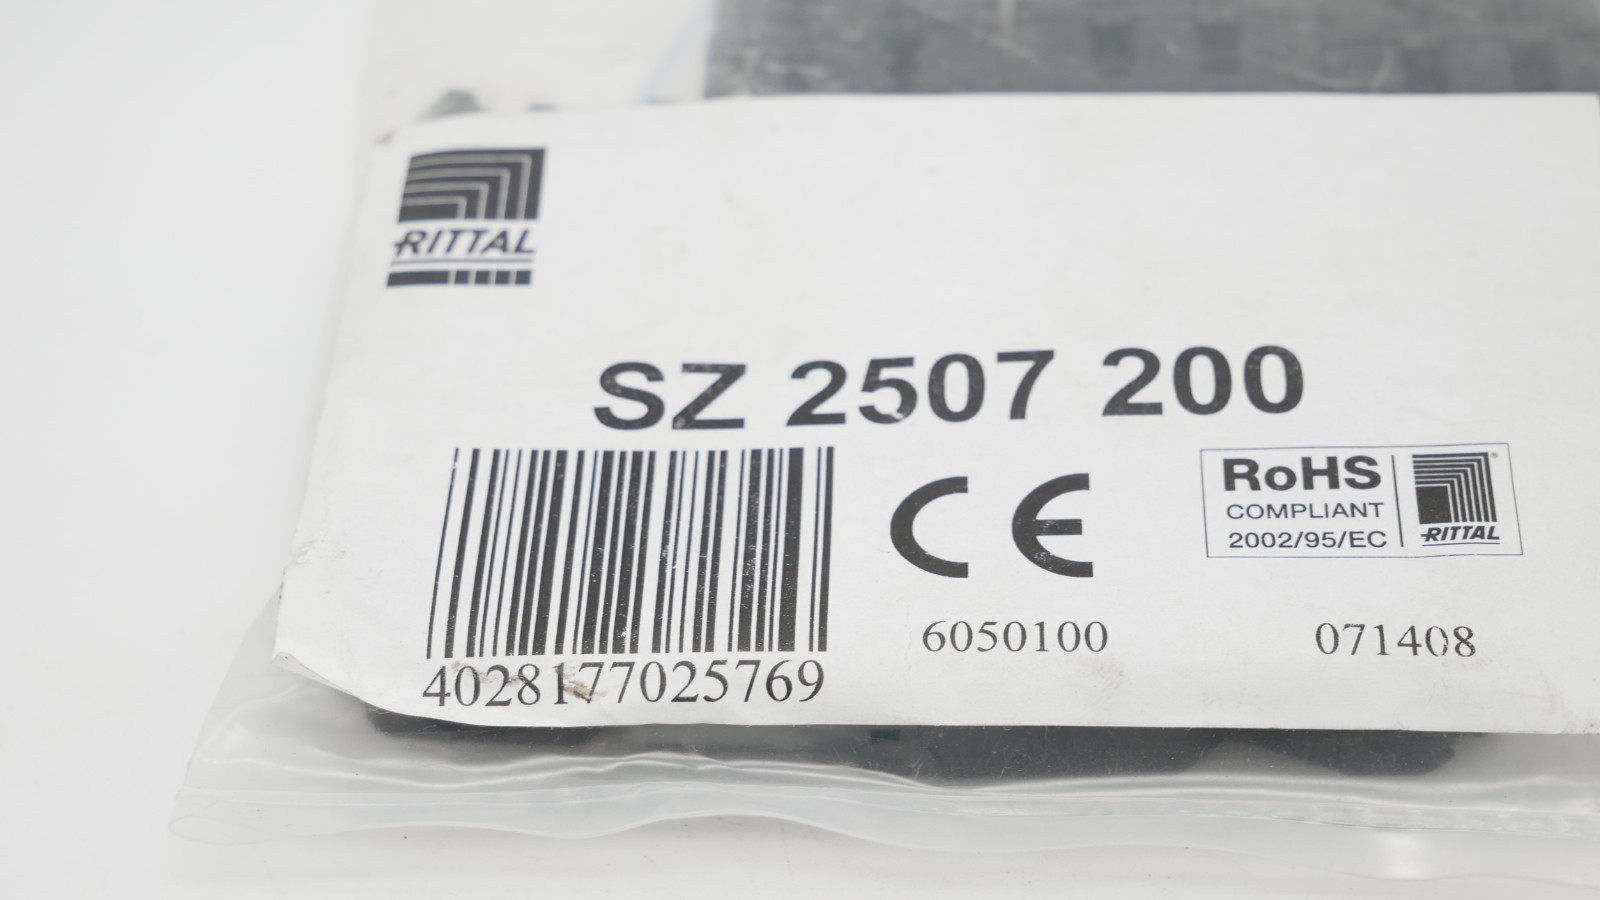 RITTAL
SZ 2507 200
RoHS
COMPLIANT
2002/95/EC
RITTAL
6050100
071408
4028177025769